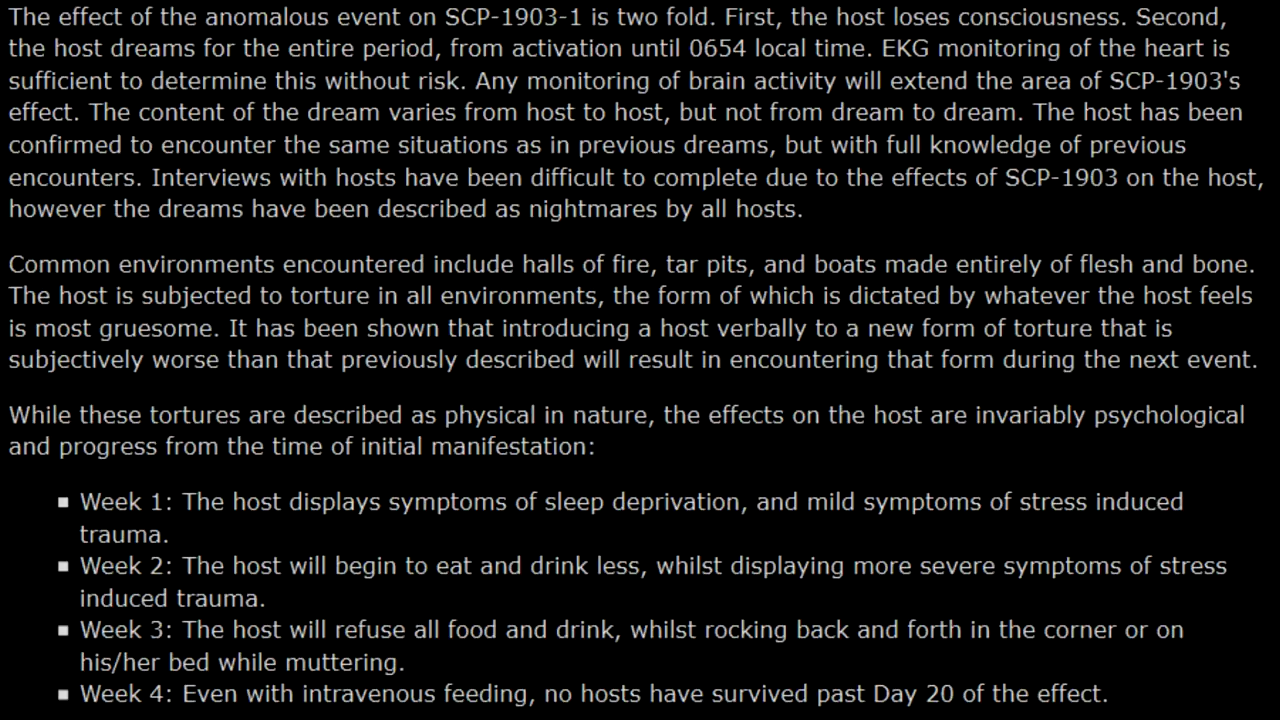 The effect of the anomalous event on SCP-1903-1 is two fold. First, the host loses consciousness. Second,
the host dreams for the entire period, from activation until 0654 local time. EKG monitoring of the heart is
sufficient to determine this without risk. Any monitoring of brain activity will extend the area of SCP-1903's
effect. The content of the dream varies from host to host, but not from dream to dream. The host has been
confirmed to encounter the same situations as in previous dreams, but with full knowledge of previous
encounters. Interviews with hosts have been difficult to complete due to the effects of SCP-1903 on the host,
however the dreams have been described as nightmares by all hosts.
Common environments encountered include halls of fire, tar pits, and boats made entirely of flesh and bone.
The host is subjected to torture in all environments, the form of which is dictated by whatever the host feels
is most gruesome. It has been shown that introducing a host verbally to a new form of torture that is
subjectively worse than that previously described will result in encountering that form during the next event.
While these tortures are described as physical in nature, the effects on the host are invariably psychological
and progress from the time of initial manifestation:
▪ Week 1: The host displays symptoms of sleep deprivation, and mild symptoms of stress induced
trauma.
▪ Week 2: The host will begin to eat and drink less, whilst displaying more severe symptoms of stress
induced trauma.
▪ Week 3: The host will refuse all food and drink, whilst rocking back and forth in the corner or on
his/her bed while muttering.
▪ Week 4: Even with intravenous feeding, no hosts have survived past Day 20 of the effect.